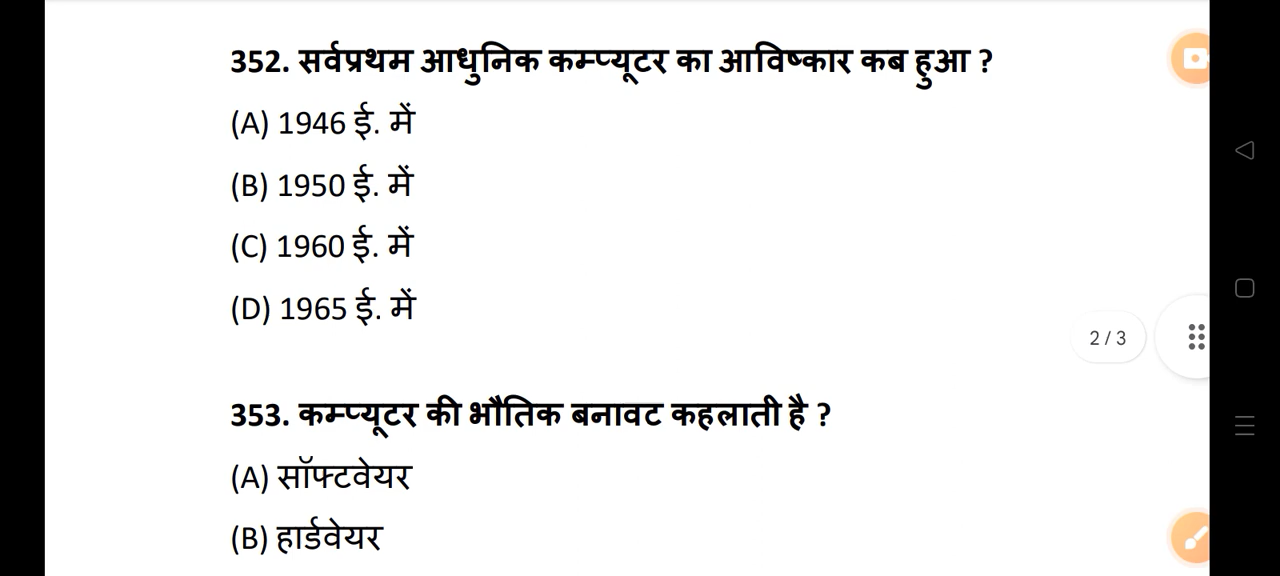 352. सर्वप्रथम आधुनिक कम्प्यूटर का आविष्कार कब हुआ ?
(A) 1946 ई. में
(B) 1950 ई. में
(C) 1960 ई. में
(D) 1965 ई. में
2 / 3
353. कम्प्यूटर की भौतिक बनावट कहलाती है ?
(A) सॉफ्टवेयर
(B) हार्डवेयर